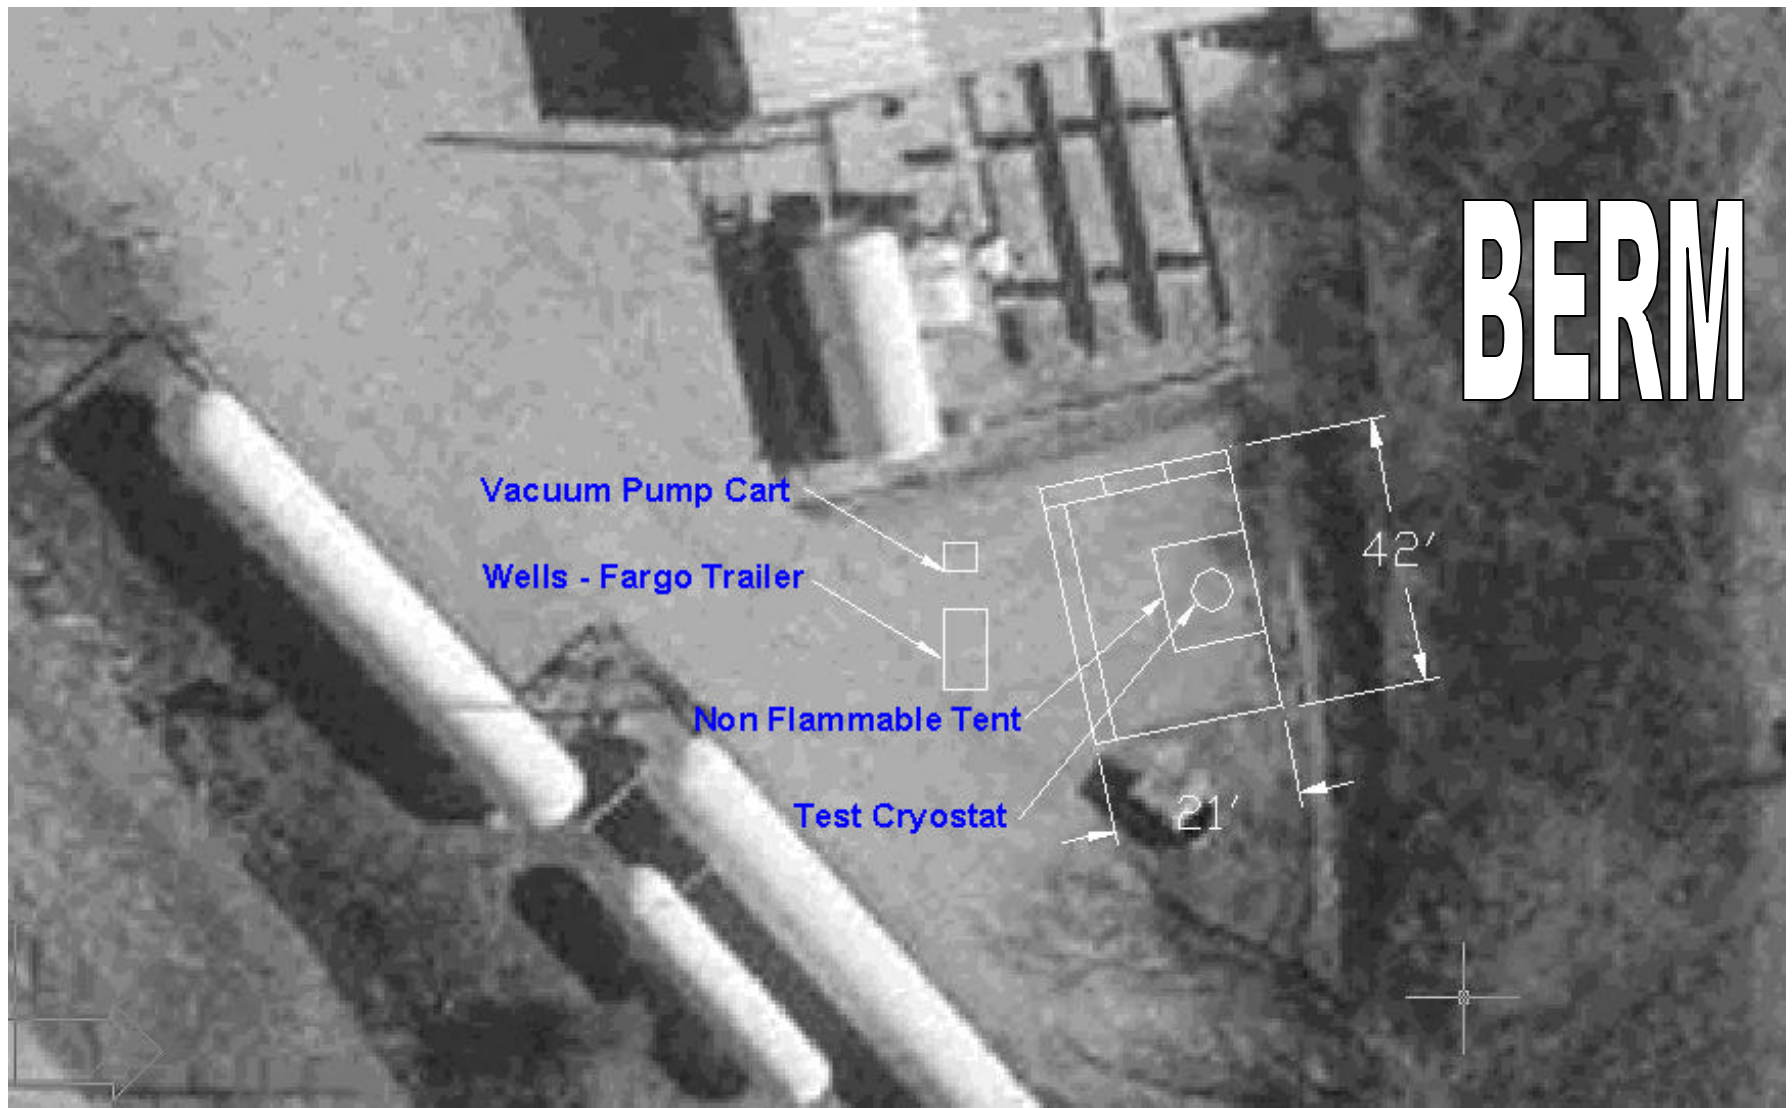 BERM
Vacuum Pump Cart
42'
Wells - Fargo Trailer
Non Flammable Tent
Test Cryostat
21'